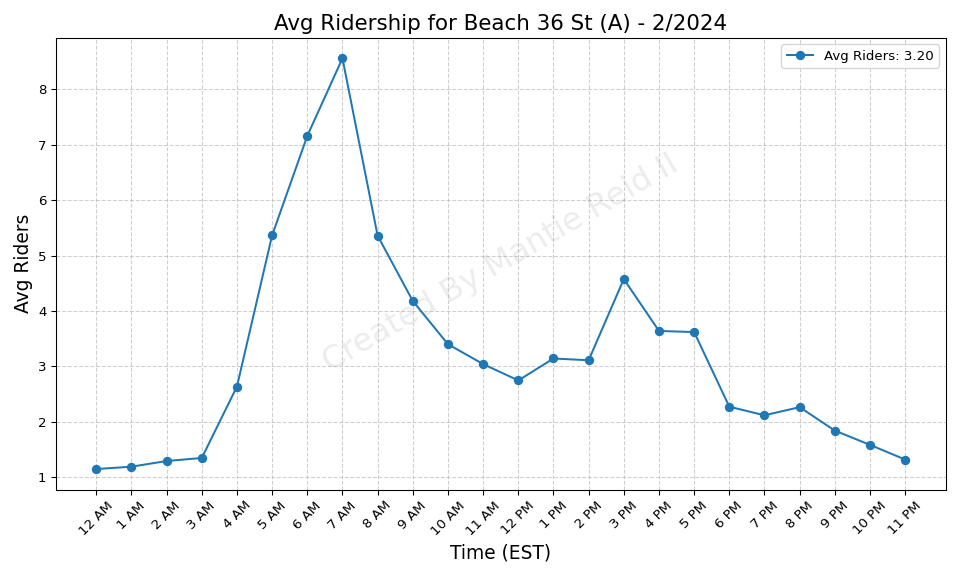 Avg Ridership for Beach 36 St (A) - 2/2024
Avg Riders: 3.20
8
7
6
5
4
3
2
1
Avg Riders
Created By Mantie Reid II
12 AM
1 AM
2 AM
3 AM
4 AM
5 AM
6 AM
7 AM
8 AM
9 AM
10 AM
11 AM
12 PM
1 PM
2 PM
3 PM
4 PM
5 PM
6 PM
7 PM
8 PM
9 PM
10 PM
11 PM
Time (EST)